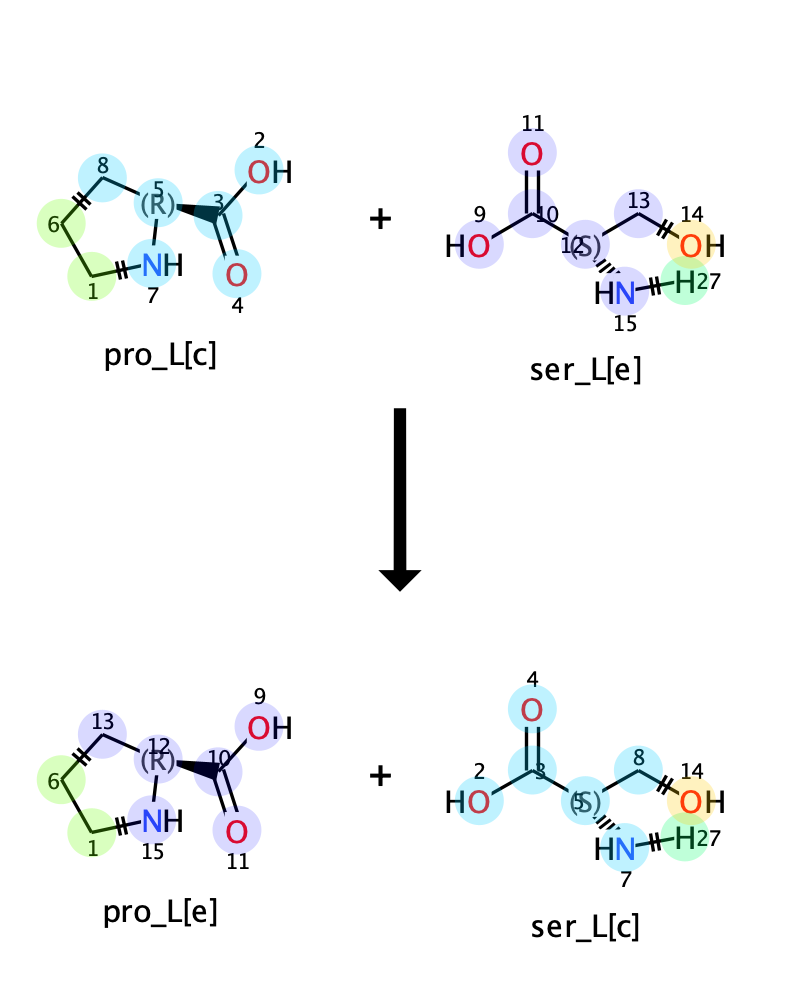 2
8
5
(R)
3
OH
6
NH
O
1
7
4
pro_L[c]
+
11
O
9
10
13
14
HO
12
(S)
OH
HN
H
27
15
ser_L[e]
9
13
12
(R)
10
OH
6
NH
O
1
15
11
pro_L[e]
+
4
O
2
3
8
14
HO
5
(S)
OH
HN
H
27
7
ser_L[c]